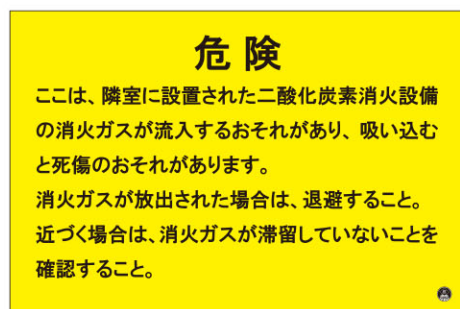 危険
ここは、隣室に設置された二酸化炭素消火設備
の消火ガスが流入するおそれがあり、吸い込む
と死傷のおそれがあります。
消火ガスが放出された場合は、退避すること。
近づく場合は、消火ガスが滞留していないことを
確認すること。